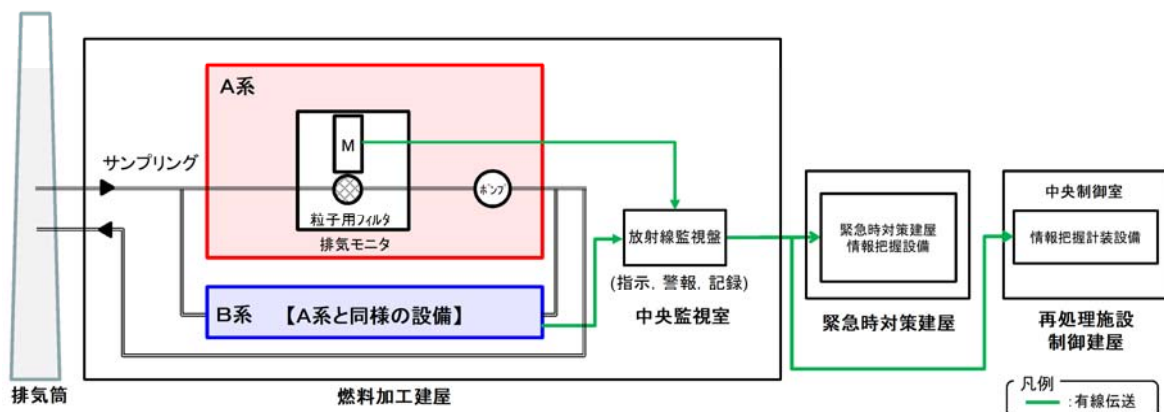 A系
M
サンプリング
ポンプ
粒子用フィルタ
排気モニタ
B系 【A系と同様の設備】
放射線監視盤
(指示, 警報, 記録)
中央監視室
緊急時対策建屋
情報把握設備
緊急時対策建屋
中央制御室
情報把握計装設備
再処理施設
制御建屋
排気筒
燃料加工建屋
凡例
:有線伝送